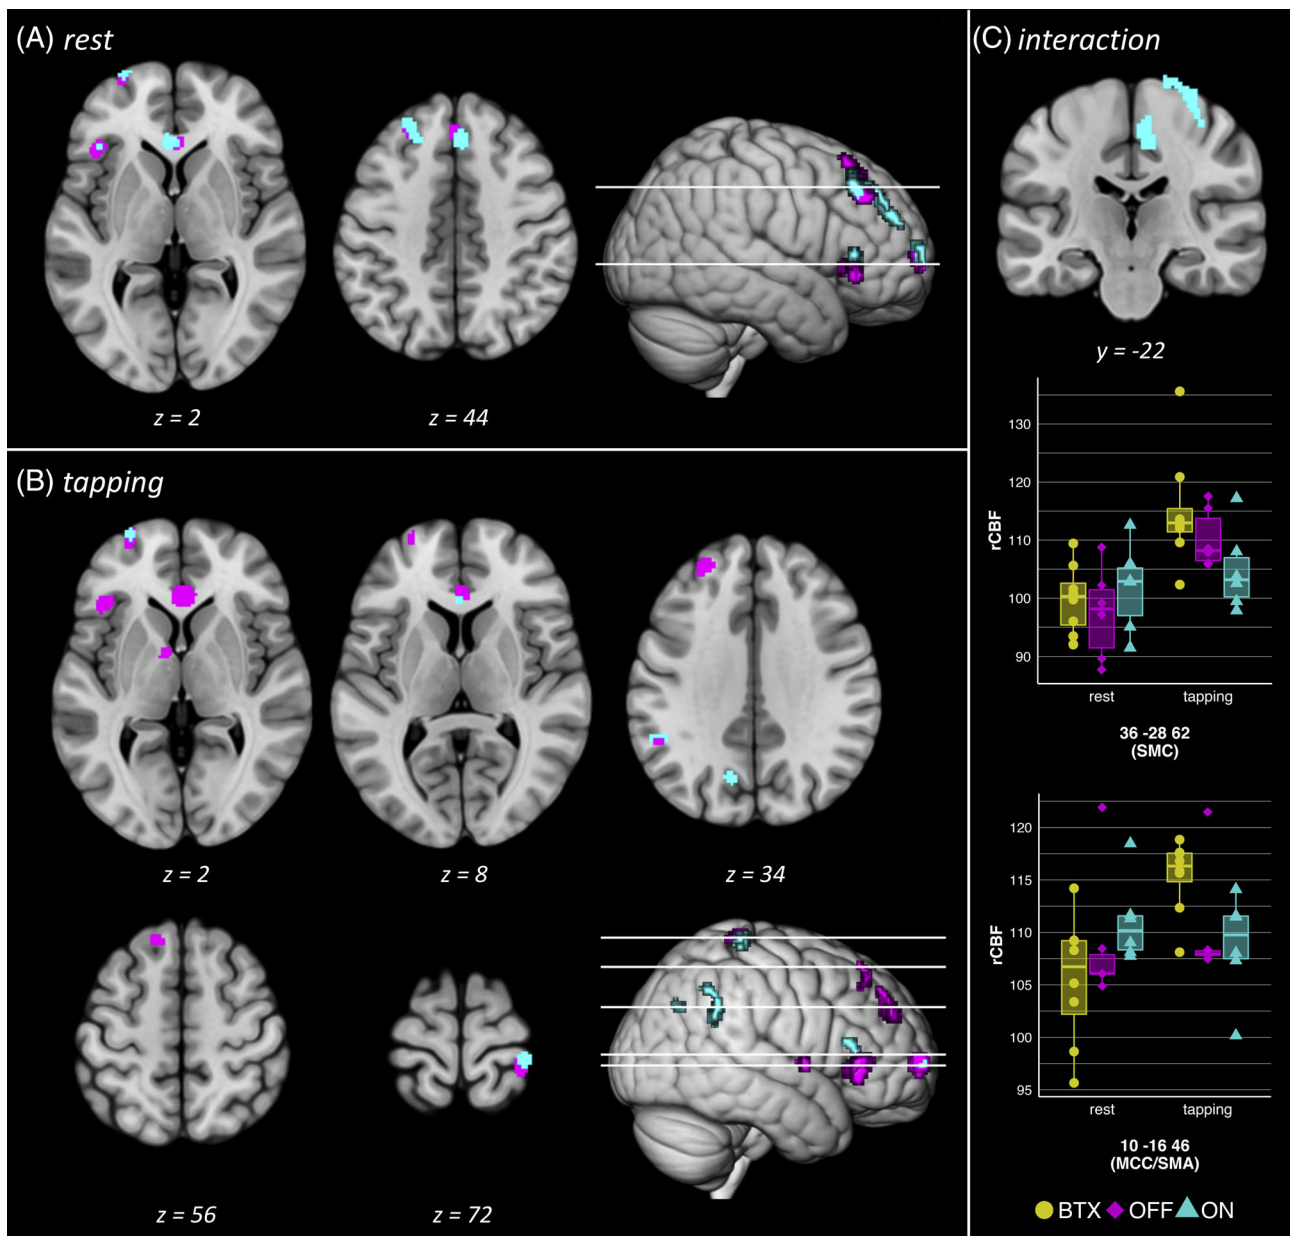 (A) rest
z = 2
z = 44
(B) tapping
z = 2
z = 8
z = 34
z = 56
z = 72
(C) interaction
y = -22
rCBF
130
120
110
100
90
rest
tapping
36 -28 62
(SMC)
rCBF
120
115
110
105
100
95
rest
tapping
10 -16 46
(MCC/SMA)
BTX OFF ON